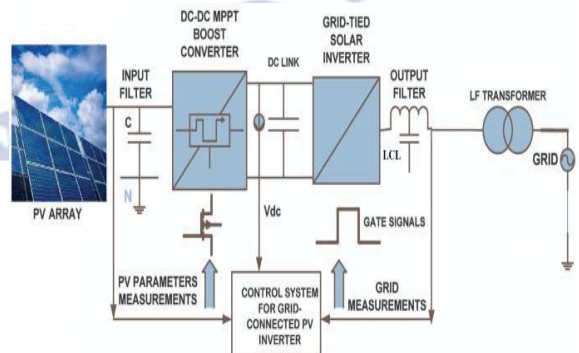 DC-DC MPPT
BOOST
CONVERTER
GRID-TIED
SOLAR
INVERTER
INPUT
FILTER
DC LINK
OUTPUT
FILTER
LF TRANSFORMER
C
LCL
GRID
N
PV ARRAY
Vdc
GATE SIGNALS
PV PARAMETERS
MEASUREMENTS
CONTROL SYSTEM
FOR GRID-
CONNECTED PV
INVERTER
GRID
MEASUREMENTS